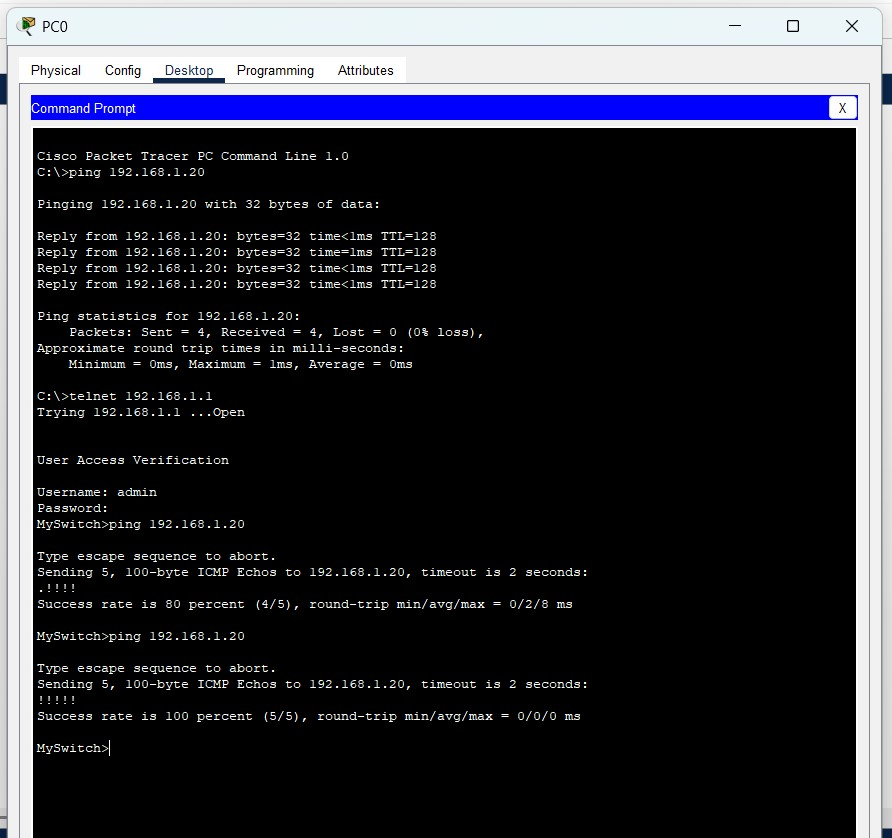 PC0
Physical Config Desktop Programming Attributes
Command Prompt
X
Cisco Packet Tracer PC Command Line 1.0
C:\>ping 192.168.1.20
Pinging 192.168.1.20 with 32 bytes of data:
Reply from 192.168.1.20: bytes=32 time<1ms TTL=128
Reply from 192.168.1.20: bytes=32 time=1ms TTL=128
Reply from 192.168.1.20: bytes=32 time<1ms TTL=128
Reply from 192.168.1.20: bytes=32 time<1ms TTL=128
Ping statistics for 192.168.1.20:
Packets: Sent = 4, Received = 4, Lost = 0 (0% loss),
Approximate round trip times in milli-seconds:
Minimum = 0ms, Maximum = 1ms, Average = 0ms
C:\>telnet 192.168.1.1
Trying 192.168.1.1 ...Open
User Access Verification
Username: admin
Password:
MySwitch>ping 192.168.1.20
Type escape sequence to abort.
Sending 5, 100-byte ICMP Echos to 192.168.1.20, timeout is 2 seconds:
.!!!!
Success rate is 80 percent (4/5), round-trip min/avg/max = 0/2/8 ms
MySwitch>ping 192.168.1.20
Type escape sequence to abort.
Sending 5, 100-byte ICMP Echos to 192.168.1.20, timeout is 2 seconds:
!!!!!
Success rate is 100 percent (5/5), round-trip min/avg/max = 0/0/0 ms
MySwitch>